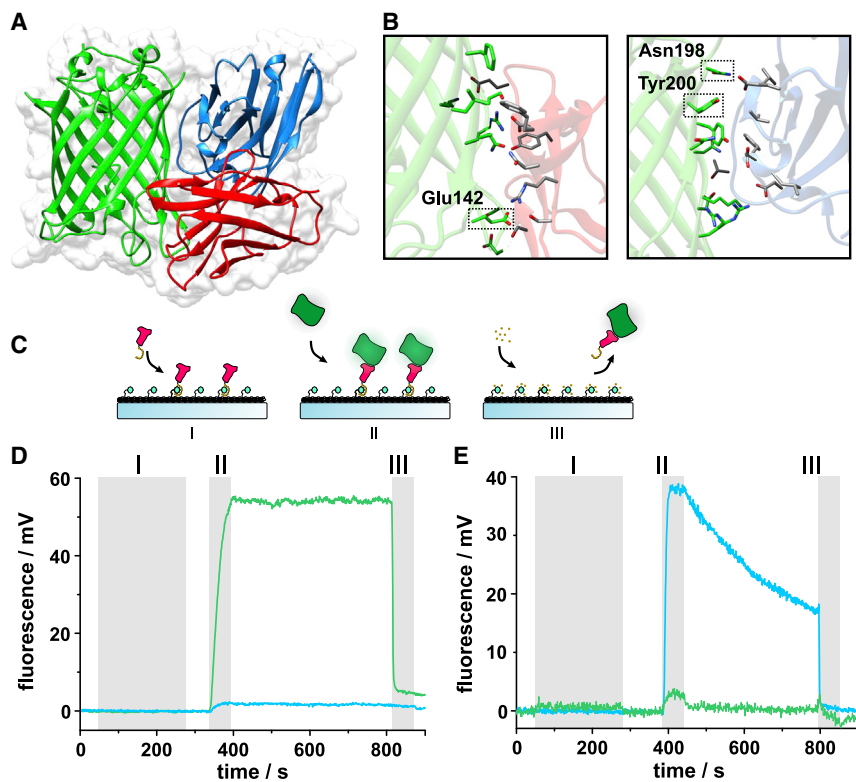 A
B
Asn198
Tyr200
Glu142
C
I
II
III
D
I
II
III
fluorescence / mV
60
40
20
0
0
200
400
600
800
time / s
E
I
II
III
fluorescence / mV
40
30
20
10
0
0
200
400
600
800
time / s